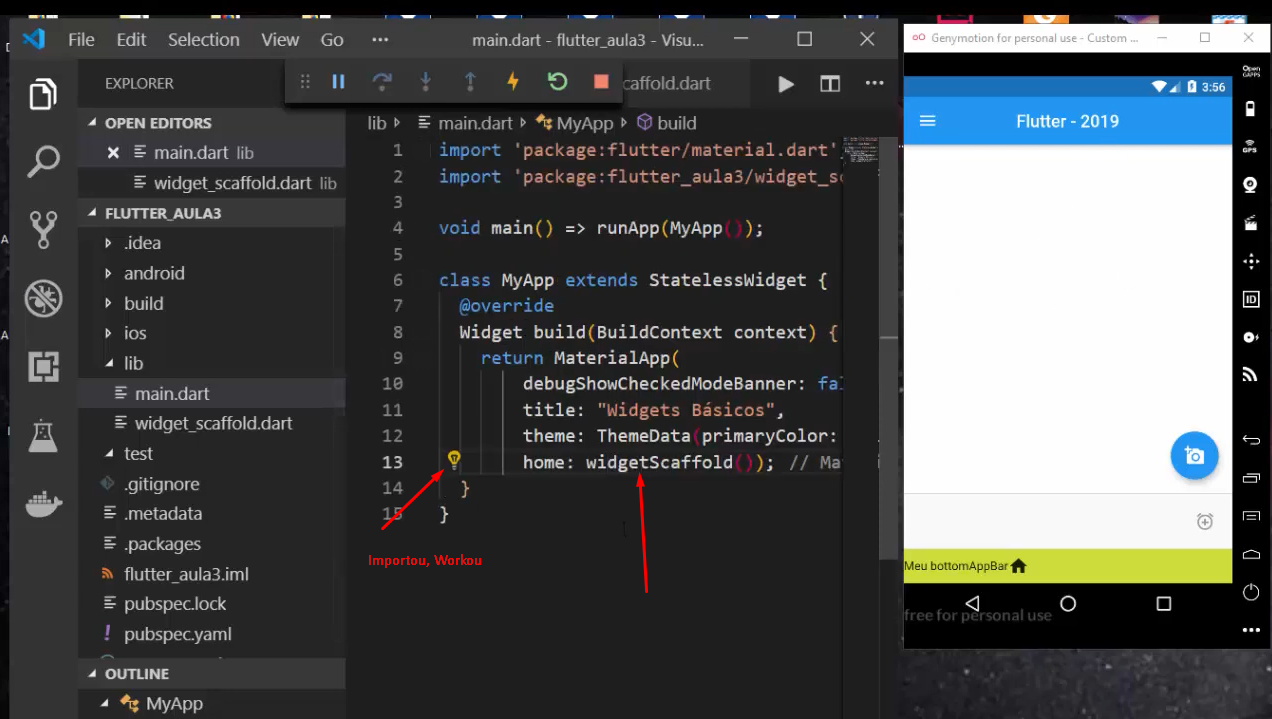 File Edit Selection View Go ··· main.dart - flutter_aula3 - Visu...
EXPLORER
OPEN EDITORS
main.dart lib
widget_scaffold.dart lib
FLUTTER_AULA3
.idea
android
build
ios
lib
main.dart
widget_scaffold.dart
test
.gitignore
.metadata
.packages
flutter_aula3.iml
pubspec.lock
pubspec.yaml
OUTLINE
MyApp
caffold.dart
lib main.dart MyApp build
1 import 'package:flutter/material.dart'
2 import 'package:flutter_aula3/widget_sc
3
4 void main() => runApp(MyApp());
5
6 class MyApp extends StatelessWidget {
7 @override
8 Widget build(BuildContext context) {
9 return MaterialApp(
10 debugShowCheckedModeBanner: fal
11 title: "Widgets Básicos",
12 theme: ThemeData(primaryColor:
13 home: widgetScaffold()); // Ma
14 }
15 }
Importou, Workou
Genymotion for personal use - Custom ...
3:56
Flutter - 2019
Meu bottomAppBar
free for personal use
Open
GAPPS
GPS
ID